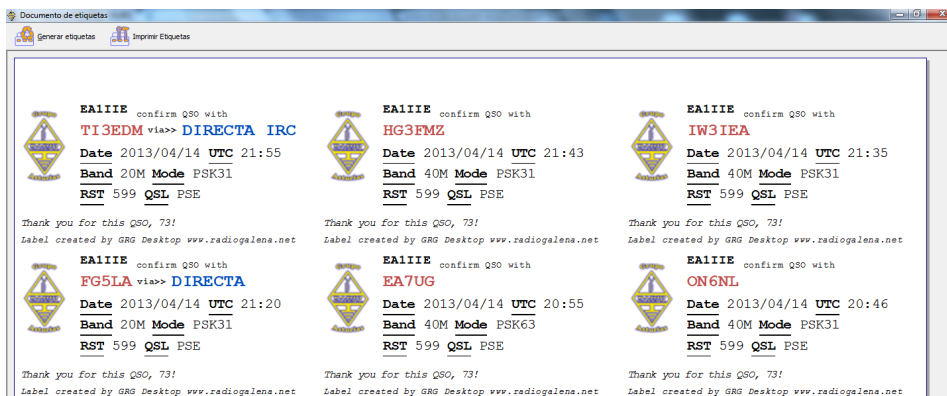 Documento de etiquetas
Generar etiquetas Imprimir Etiquetas
EA1IIE confirm QSO with
TI3EDM via>> DIRECTA IRC
Date 2013/04/14 UTC 21:55
Band 20M Mode PSK31
RST 599 QSL PSE
Thank you for this QSO, 73!
Label created by GRG Desktop www.radiogalena.net
EA1IIE confirm QSO with
HG3FMZ
Date 2013/04/14 UTC 21:43
Band 40M Mode PSK31
RST 599 QSL PSE
Thank you for this QSO, 73!
Label created by GRG Desktop www.radiogalena.net
EA1IIE confirm QSO with
IW3IEA
Date 2013/04/14 UTC 21:35
Band 40M Mode PSK31
RST 599 QSL PSE
Thank you for this QSO, 73!
Label created by GRG Desktop www.radiogalena.net
EA1IIE confirm QSO with
FG5LA via>> DIRECTA
Date 2013/04/14 UTC 21:20
Band 20M Mode PSK31
RST 599 QSL PSE
Thank you for this QSO, 73!
Label created by GRG Desktop www.radiogalena.net
EA1IIE confirm QSO with
EA7UG
Date 2013/04/14 UTC 20:55
Band 40M Mode PSK63
RST 599 QSL PSE
Thank you for this QSO, 73!
Label created by GRG Desktop www.radiogalena.net
EA1IIE confirm QSO with
ON6NL
Date 2013/04/14 UTC 20:46
Band 40M Mode PSK31
RST 599 QSL PSE
Thank you for this QSO, 73!
Label created by GRG Desktop www.radiogalena.net